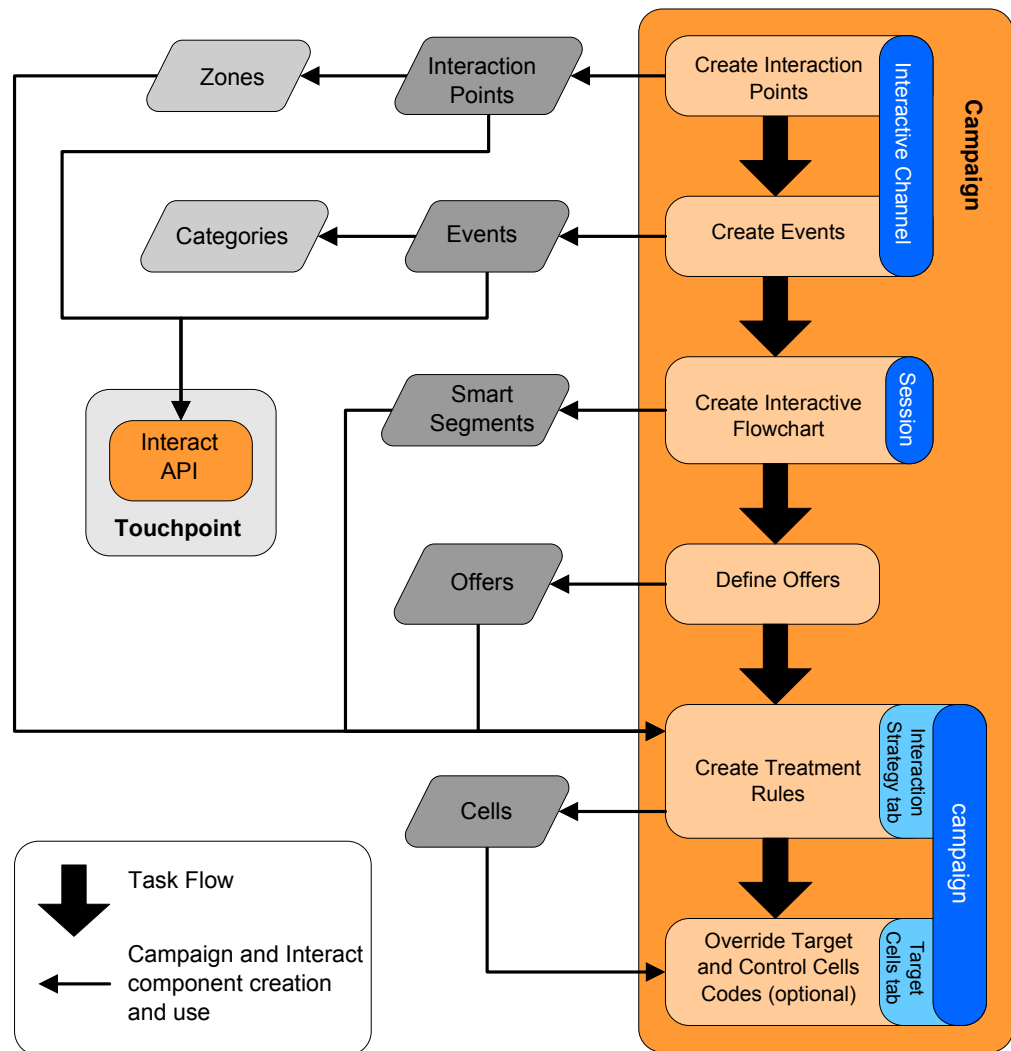 Zones
Interaction
Points
Create Interaction
Points
Interactive Channel
Campaign
Categories
Events
Create Events
Smart
Segments
Create Interactive
Flowchart
Session
Interact
API
Touchpoint
Offers
Define Offers
Create Treatment
Rules
Interaction
Strategy tab
campaign
Cells
Override Target
and Control Cells
Codes (optional)
Target
Cells tab
Task Flow
Campaign and Interact
component creation
and use